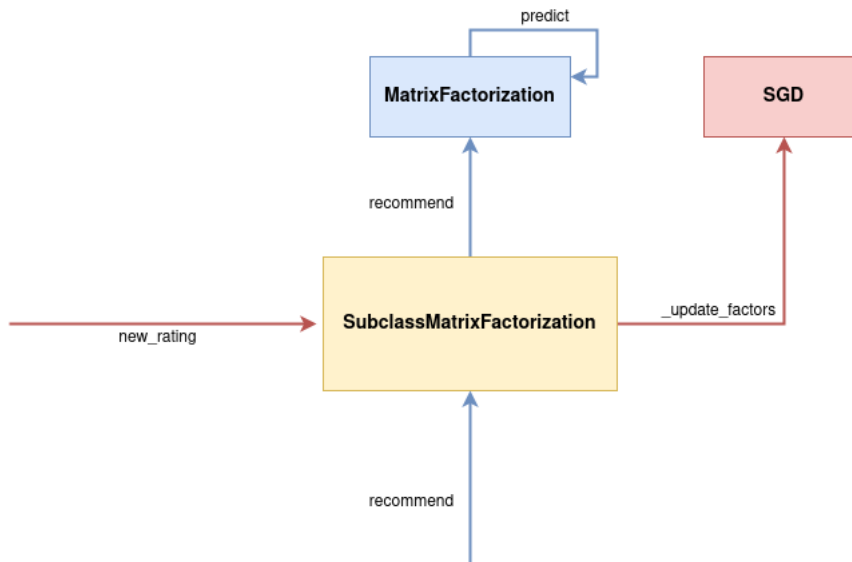 predict
MatrixFactorization
SGD
recommend
SubclassMatrixFactorization
_update_factors
new_rating
recommend